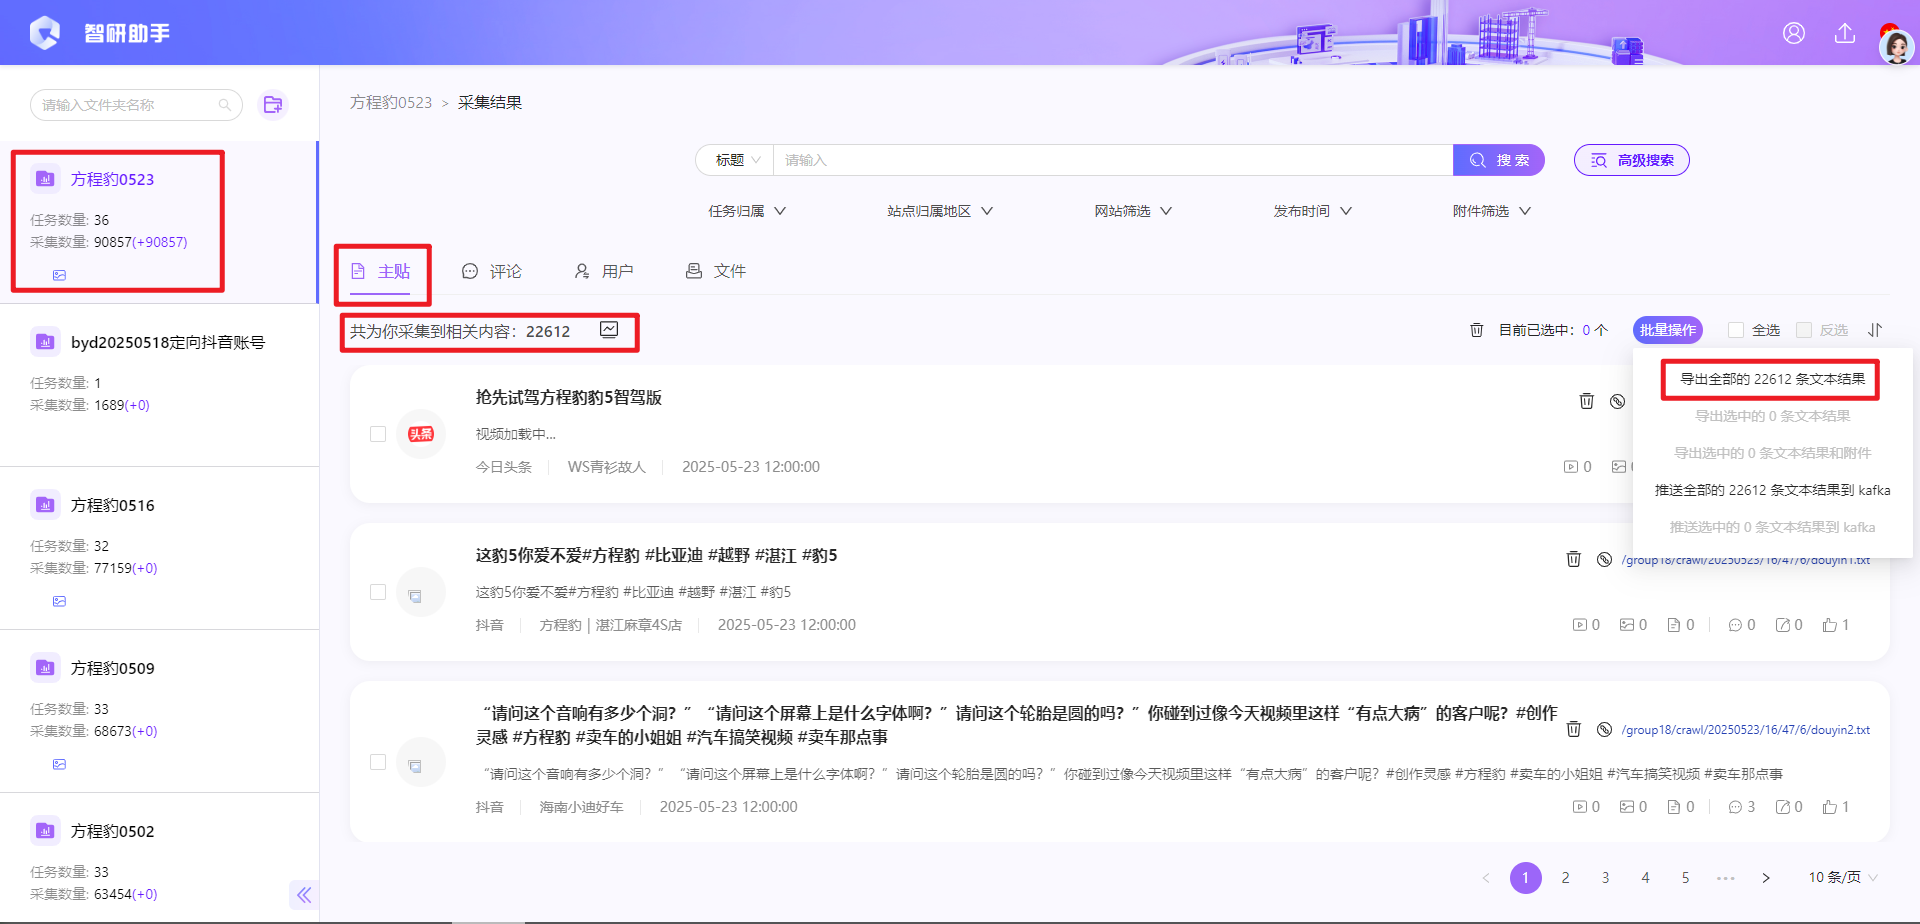 智研助手
请输入文件夹名称
方程豹0523
任务数量: 36
采集数量: 90857(+90857)
byd20250518定向抖音账号
任务数量: 1
采集数量: 1689(+0)
方程豹0516
任务数量: 32
采集数量: 77159(+0)
方程豹0509
任务数量: 33
采集数量: 68673(+0)
方程豹0502
任务数量: 33
采集数量: 63454(+0)
方程豹0523 > 采集结果
标题 请输入 搜 索 高级搜索
任务归属 站点归属地区 网站筛选 发布时间 附件筛选
主贴 评论 用户 文件
共为你采集到相关内容：22612
目前已选中：0 个 批量操作 全选 反选
导出全部的 22612 条文本结果
导出选中的 0 条文本结果
导出选中的 0 条文本结果和附件
推送全部的 22612 条文本结果到 kafka
推送选中的 0 条文本结果到 kafka
头条
抢先试驾方程豹豹5智驾版
视频加载中...
今日头条 WS青衫故人 2025-05-23 12:00:00
0
这豹5你爱不爱#方程豹 #比亚迪 #越野 #湛江 #豹5
/group18/crawl/20250523/16/47/6/douyin1.txt
这豹5你爱不爱#方程豹 #比亚迪 #越野 #湛江 #豹5
抖音 方程豹 | 湛江麻章4S店 2025-05-23 12:00:00
0 0 0 0 0 1
“请问这个音响有多少个洞？”“请问这个屏幕上是什么字体啊？”请问这个轮胎是圆的吗？”你碰到过像今天视频里这样“有点大病”的客户呢？#创作
灵感 #方程豹 #卖车的小姐姐 #汽车搞笑视频 #卖车那点事
/group18/crawl/20250523/16/47/6/douyin2.txt
“请问这个音响有多少个洞？”“请问这个屏幕上是什么字体啊？”请问这个轮胎是圆的吗？”你碰到过像今天视频里这样“有点大病”的客户呢？#创作灵感 #方程豹 #卖车的小姐姐 #汽车搞笑视频 #卖车那点事
抖音 海南小迪好车 2025-05-23 12:00:00
0 0 0 3 0 1
< 1 2 3 4 5 ••• > 10 条/页